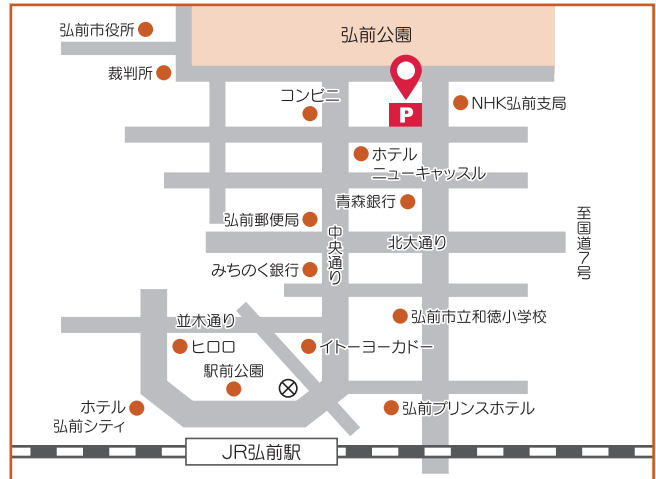 弘前市役所
弘前公園
裁判所
コンビニ
P
NHK弘前支局
ホテル
ニューキャッスル
青森銀行
弘前郵便局
中央通り
北大通り
至国道7号
みちのく銀行
並木通り
弘前市立和徳小学校
ヒロロ
イトーヨーカドー
駅前公園
ホテル
弘前シティ
弘前プリンスホテル
JR弘前駅